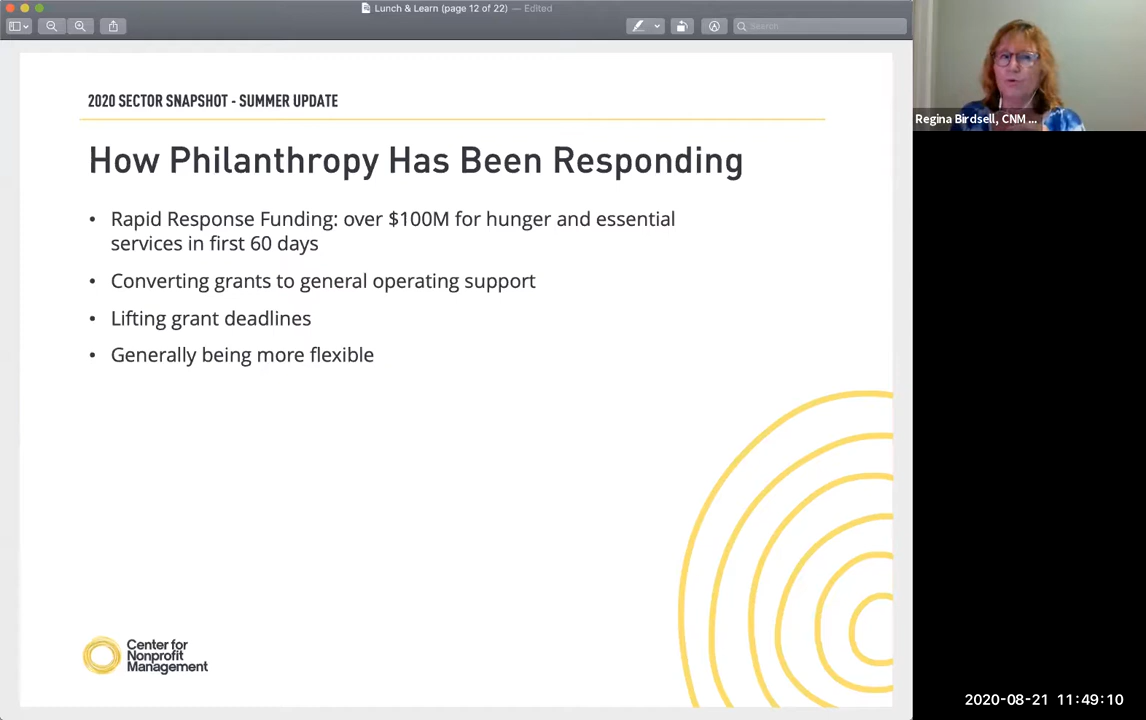 Lunch & Learn (page 12 of 22) — Edited
Search
2020 SECTOR SNAPSHOT - SUMMER UPDATE
How Philanthropy Has Been Responding
• Rapid Response Funding: over $100M for hunger and essential
services in first 60 days
• Converting grants to general operating support
• Lifting grant deadlines
• Generally being more flexible
Center for
Nonprofit
Management
Regina Birdsell, CNM ...
2020-08-21 11:49:10